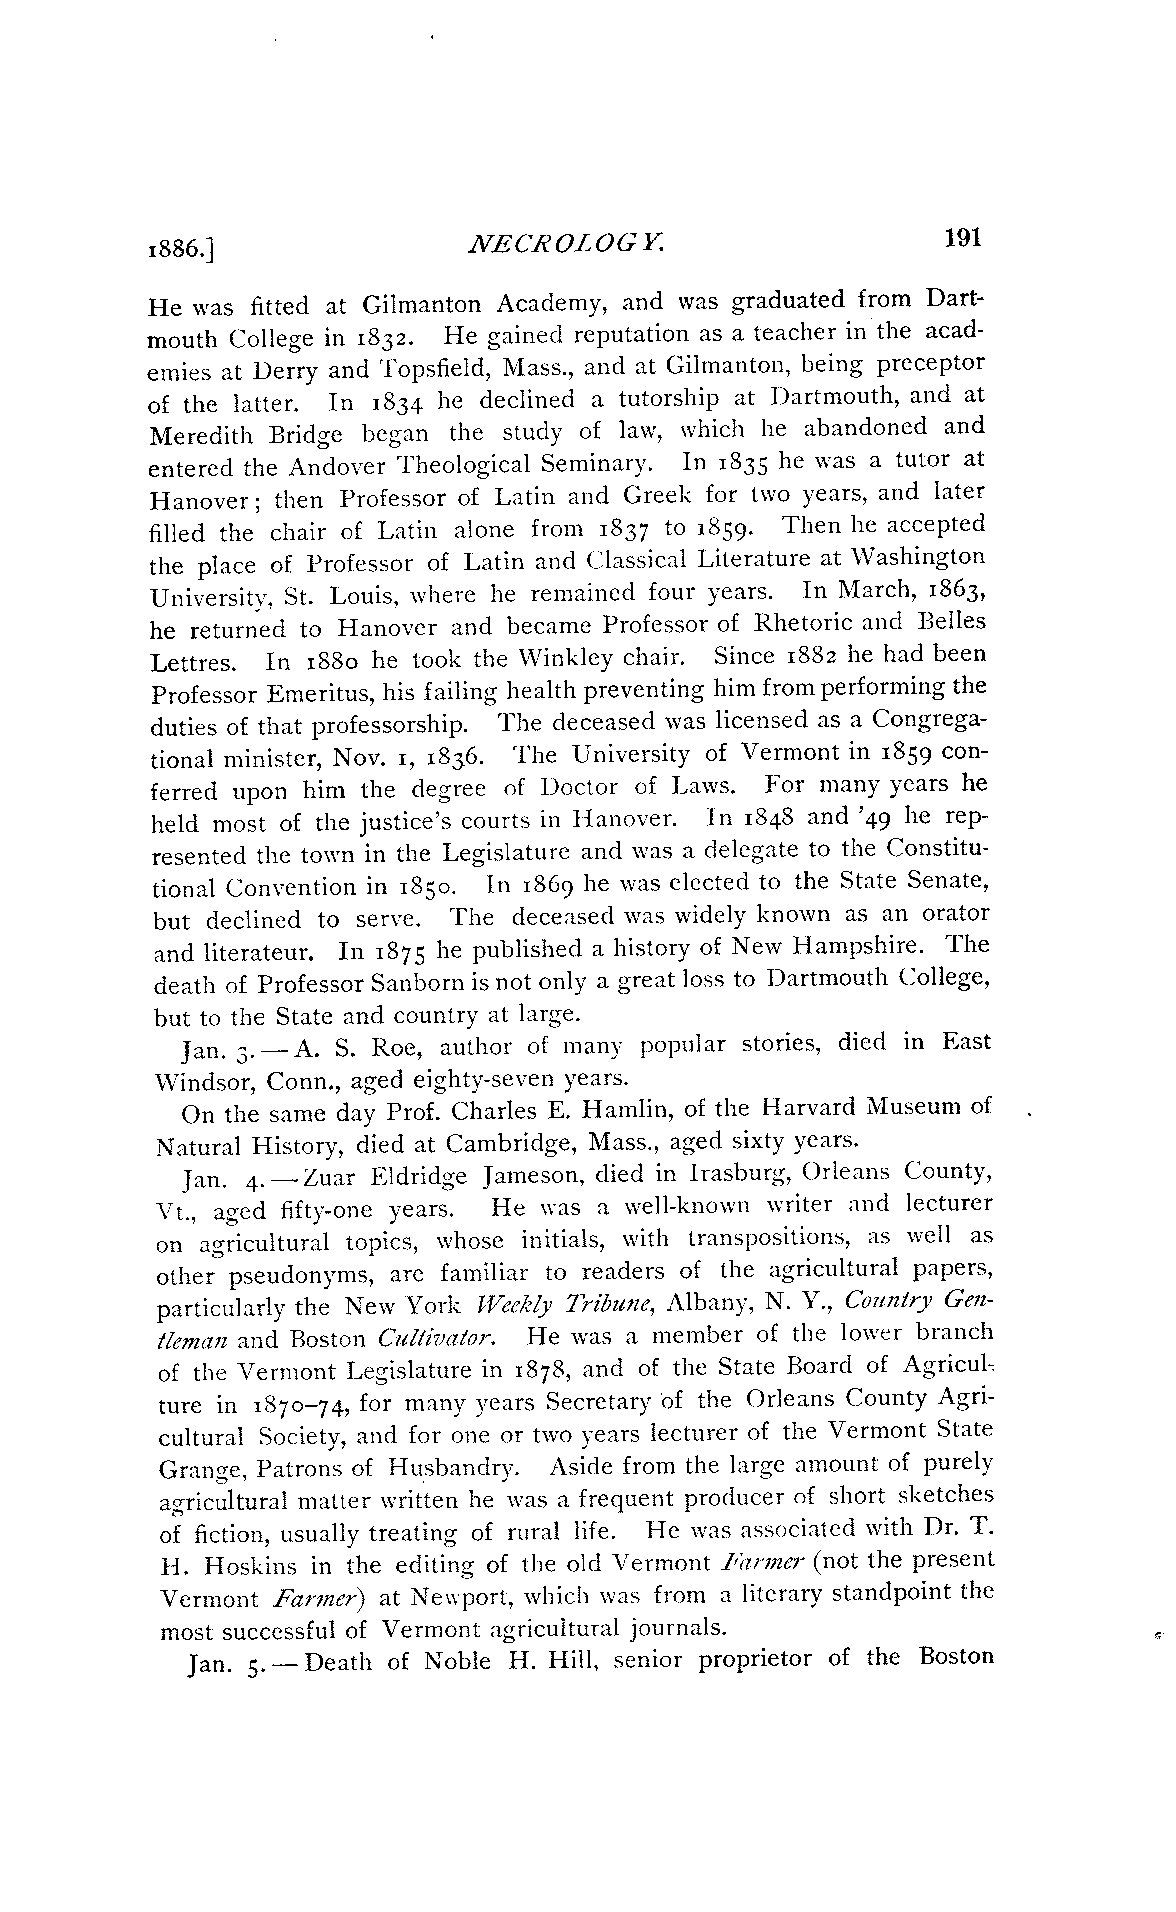 1886.] NECROLOGY. 191
He was fitted at Gilmanton Academy, and was graduated from Dart-
mouth College in 1832. He gained reputation as a teacher in the acad-
emies at Derry and Topsfield, Mass., and at Gilmanton, being preceptor
of the latter. In 1834 he declined a tutorship at Dartmouth, and at
Meredith Bridge began the study of law, which he abandoned and
entered the Andover Theological Seminary. In 1835 he was a tutor at
Hanover; then Professor of Latin and Greek for two years, and later
filled the chair of Latin alone from 1837 to 1859. Then he accepted
the place of Professor of Latin and Classical Literature at Washington
University, St. Louis, where he remained four years. In March, 1863,
he returned to Hanover and became Professor of Rhetoric and Belles
Lettres. In 1880 he took the Winkley chair. Since 1882 he had been
Professor Emeritus, his failing health preventing him from performing the
duties of that professorship. The deceased was licensed as a Congrega-
tional minister, Nov. 1, 1836. The University of Vermont in 1859 con-
ferred upon him the degree of Doctor of Laws. For many years he
held most of the justice's courts in Hanover. In 1848 and '49 he rep-
resented the town in the Legislature and was a delegate to the Constitu-
tional Convention in 1850. In 1869 he was elected to the State Senate,
but declined to serve. The deceased was widely known as an orator
and literateur. In 1875 he published a history of New Hampshire. The
death of Professor Sanborn is not only a great loss to Dartmouth College,
but to the State and country at large.
Jan. 3.—A. S. Roe, author of many popular stories, died in East
Windsor, Conn., aged eighty-seven years.
On the same day Prof. Charles E. Hamlin, of the Harvard Museum of
Natural History, died at Cambridge, Mass., aged sixty years.
Jan. 4.—Zuar Eldridge Jameson, died in Irasburg, Orleans County,
Vt., aged fifty-one years. He was a well-known writer and lecturer
on agricultural topics, whose initials, with transpositions, as well as
other pseudonyms, are familiar to readers of the agricultural papers,
particularly the New York Weekly Tribune, Albany, N. Y., Country Gen-
tleman and Boston Cultivator. He was a member of the lower branch
of the Vermont Legislature in 1878, and of the State Board of Agricul-
ture in 1870–74, for many years Secretary of the Orleans County Agri-
cultural Society, and for one or two years lecturer of the Vermont State
Grange, Patrons of Husbandry. Aside from the large amount of purely
agricultural matter written he was a frequent producer of short sketches
of fiction, usually treating of rural life. He was associated with Dr. T.
H. Hoskins in the editing of the old Vermont Farmer (not the present
Vermont Farmer) at Newport, which was from a literary standpoint the
most successful of Vermont agricultural journals.
Jan. 5.—Death of Noble H. Hill, senior proprietor of the Boston